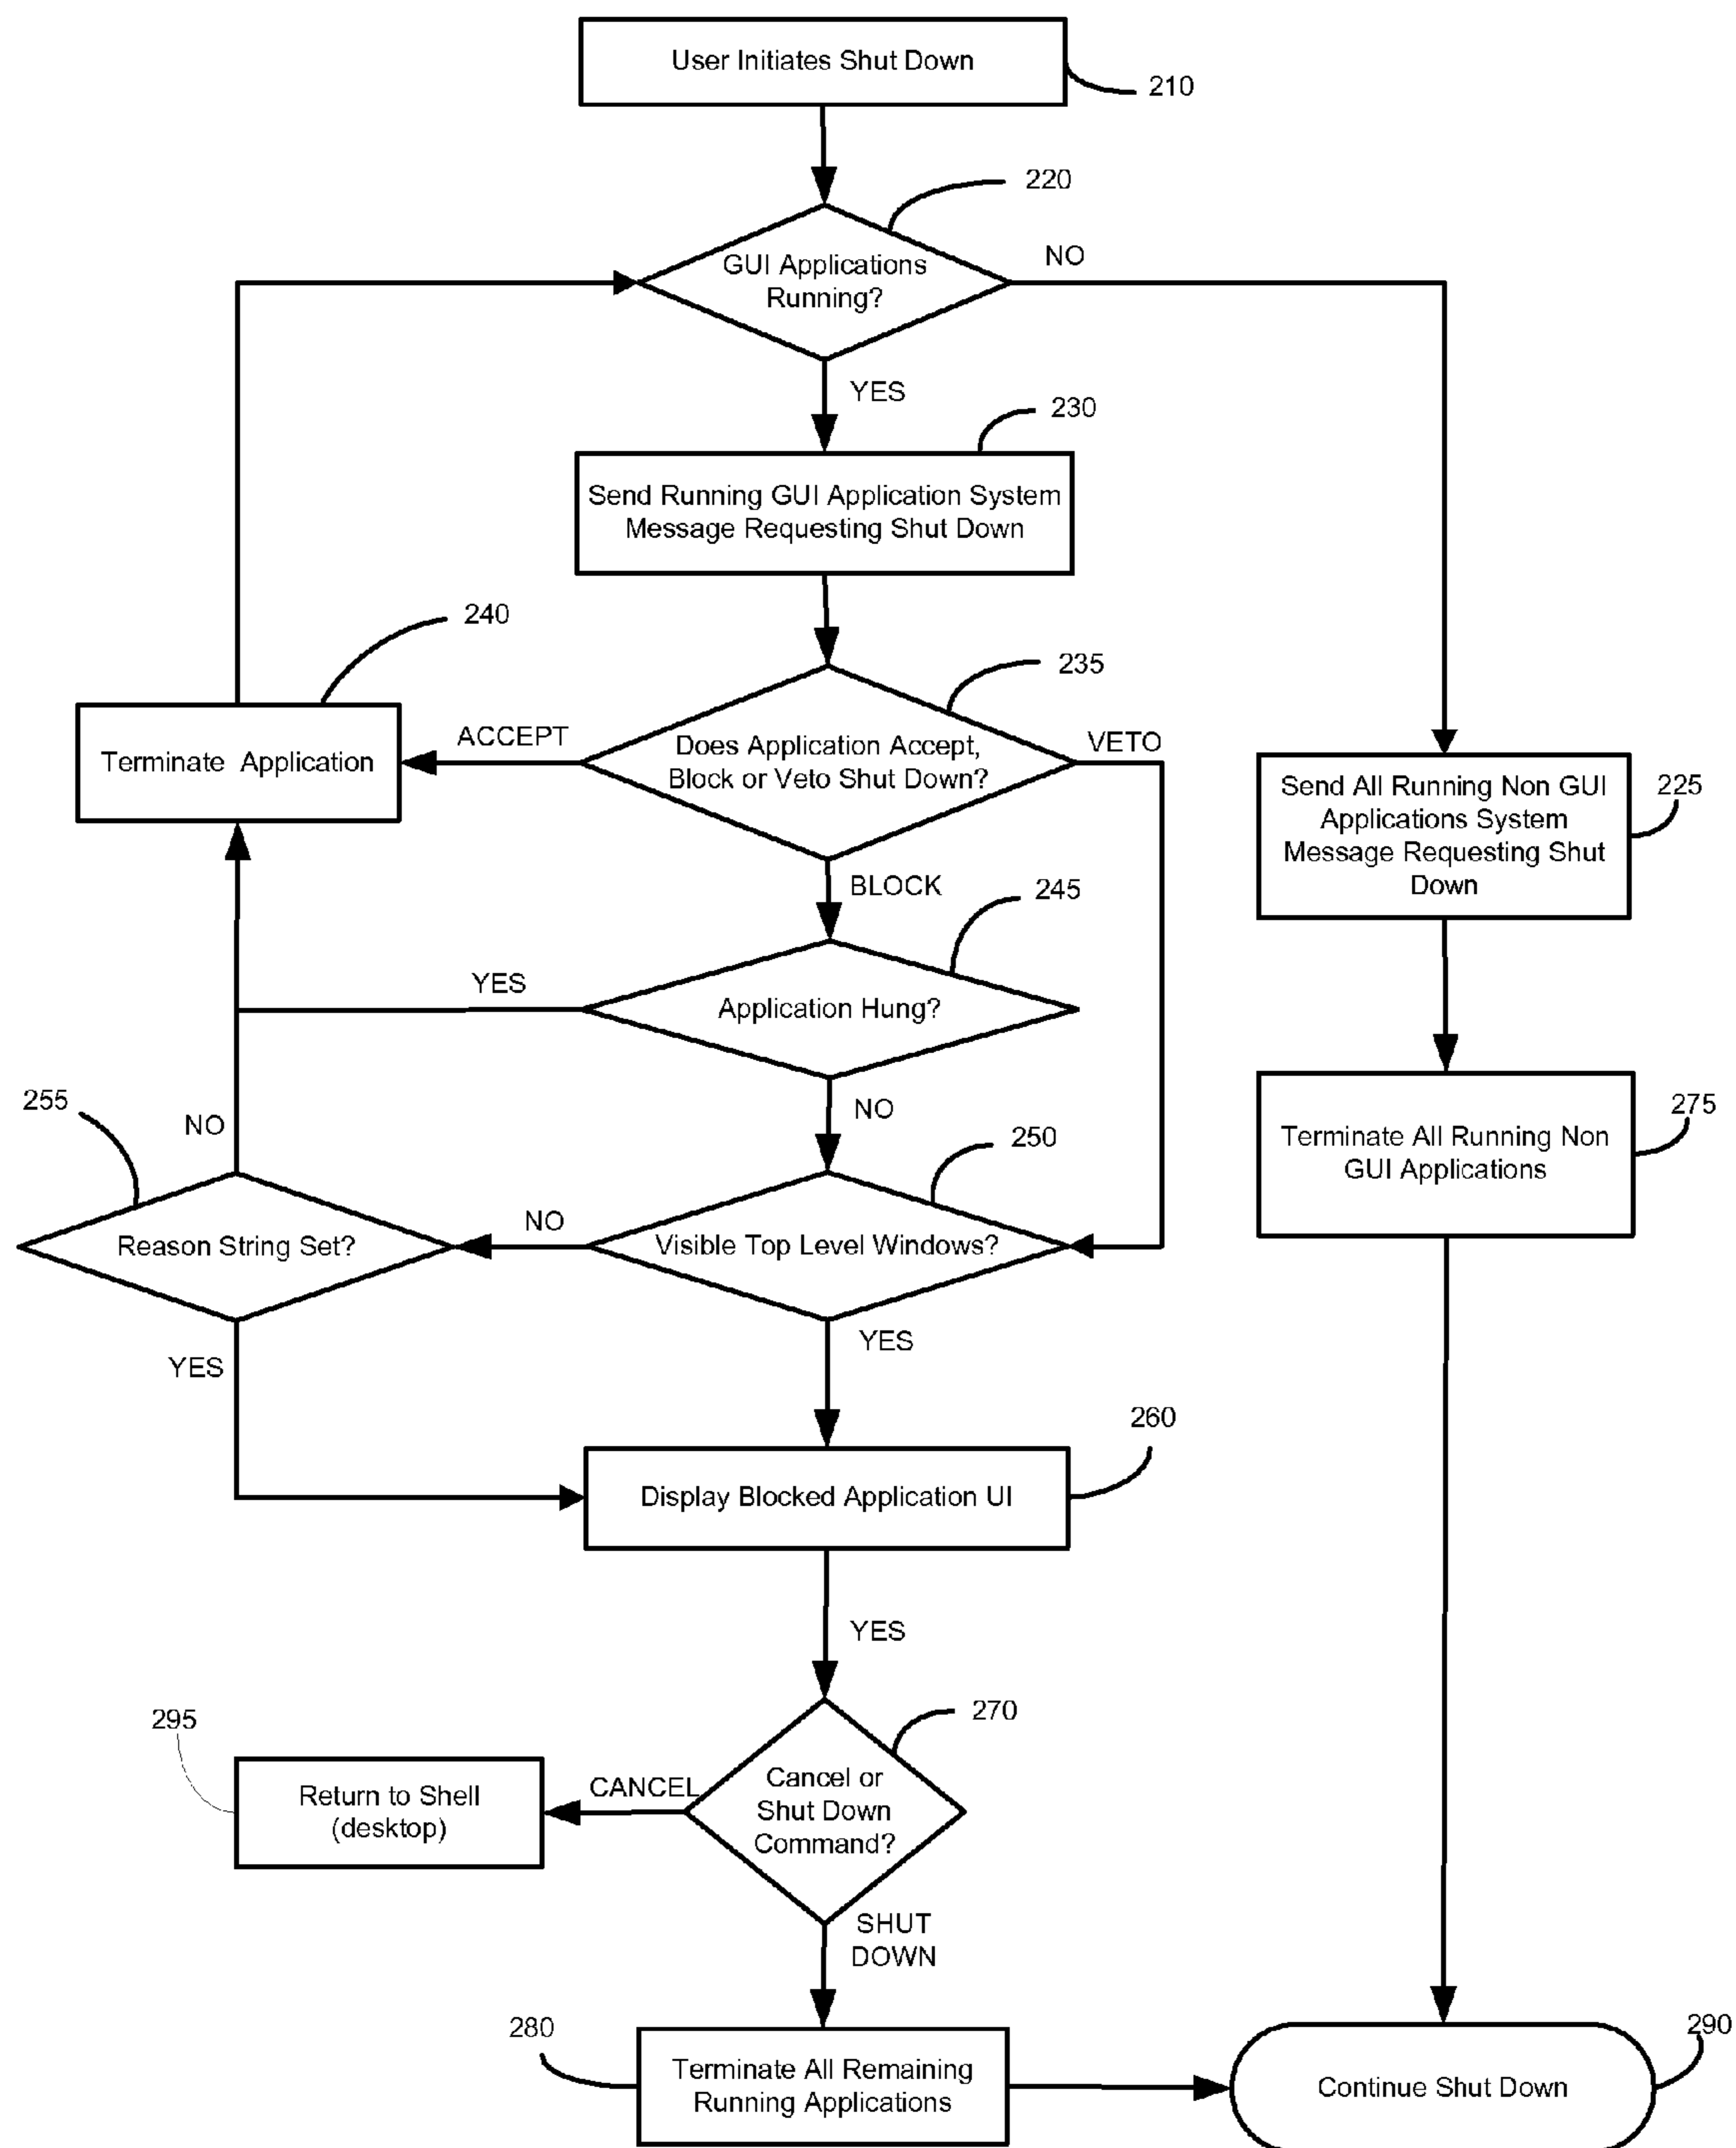 User Initiates Shut Down
210
220
GUI Applications
Running?
NO
YES
230
Send Running GUI Application System
Message Requesting Shut Down
240
235
Terminate Application
ACCEPT
Does Application Accept,
Block or Veto Shut Down?
VETO
Send All Running Non GUI
Applications System
Message Requesting Shut
Down
225
BLOCK
245
YES
Application Hung?
255
NO
NO
250
275
Terminate All Running Non
GUI Applications
Reason String Set?
NO
Visible Top Level Windows?
YES
YES
260
Display Blocked Application UI
YES
295
270
Return to Shell
(desktop)
CANCEL
Cancel or
Shut Down
Command?
SHUT
DOWN
280
Terminate All Remaining
Running Applications
290
Continue Shut Down